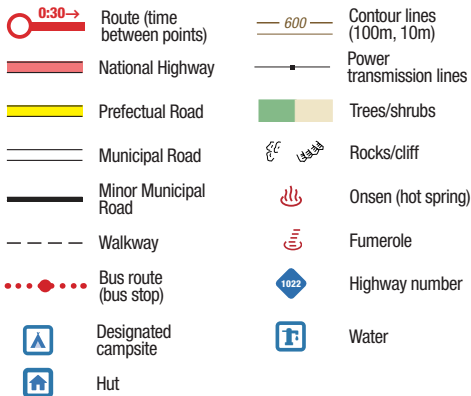 0:30→
Route (time
between points)
National Highway
Prefectual Road
Municipal Road
Minor Municipal
Road
Walkway
Bus route
(bus stop)
Designated
campsite
Hut
600
Contour lines
(100m, 10m)
Power
transmission lines
Trees/shrubs
Rocks/cliff
Onsen (hot spring)
Fumerole
1022
Highway number
Water